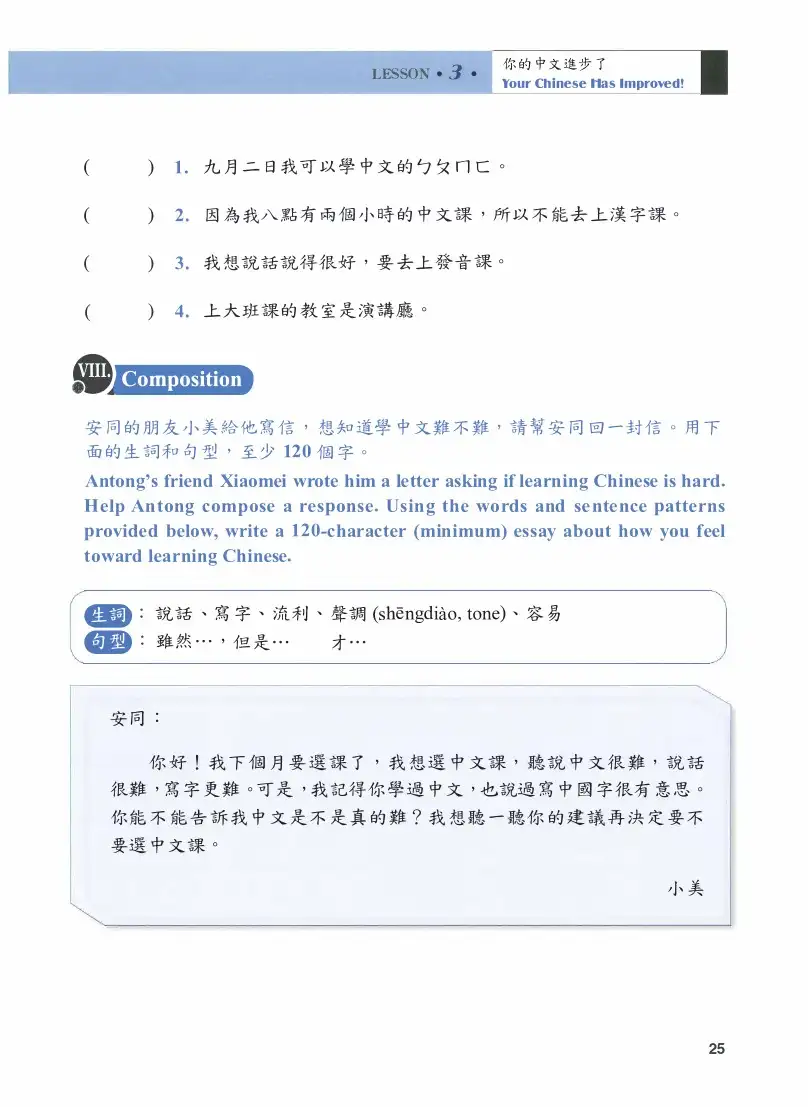 LESSON • 3 •
你的中文進步了
Your Chinese Has Improved!
(  ) 1. 九月二日我可以學中文的ㄅㄆㄇㄈ。
(  ) 2. 因為我八點有兩個小時的中文課，所以不能去上漢字課。
(  ) 3. 我想說話說得很好，要去上發音課。
(  ) 4. 上大班課的教室是演講廳。
VIII. Composition
安同的朋友小美給他寫信，想知道學中文難不難，請幫安同回一封信。用下
面的生詞和句型，至少 120 個字。
Antong's friend Xiaomei wrote him a letter asking if learning Chinese is hard.
Help Antong compose a response. Using the words and sentence patterns
provided below, write a 120-character (minimum) essay about how you feel
toward learning Chinese.
生詞：說話、寫字、流利、聲調 (shēngdiào, tone)、容易
句型：雖然…，但是… 才…
安同：
你好！我下個月要選課了，我想選中文課，聽說中文很難，說話
很難，寫字更難。可是，我記得你學過中文，也說過寫中國字很有意思。
你能不能告訴我中文是不是真的難？我想聽一聽你的建議再決定要不
要選中文課。
小美
25